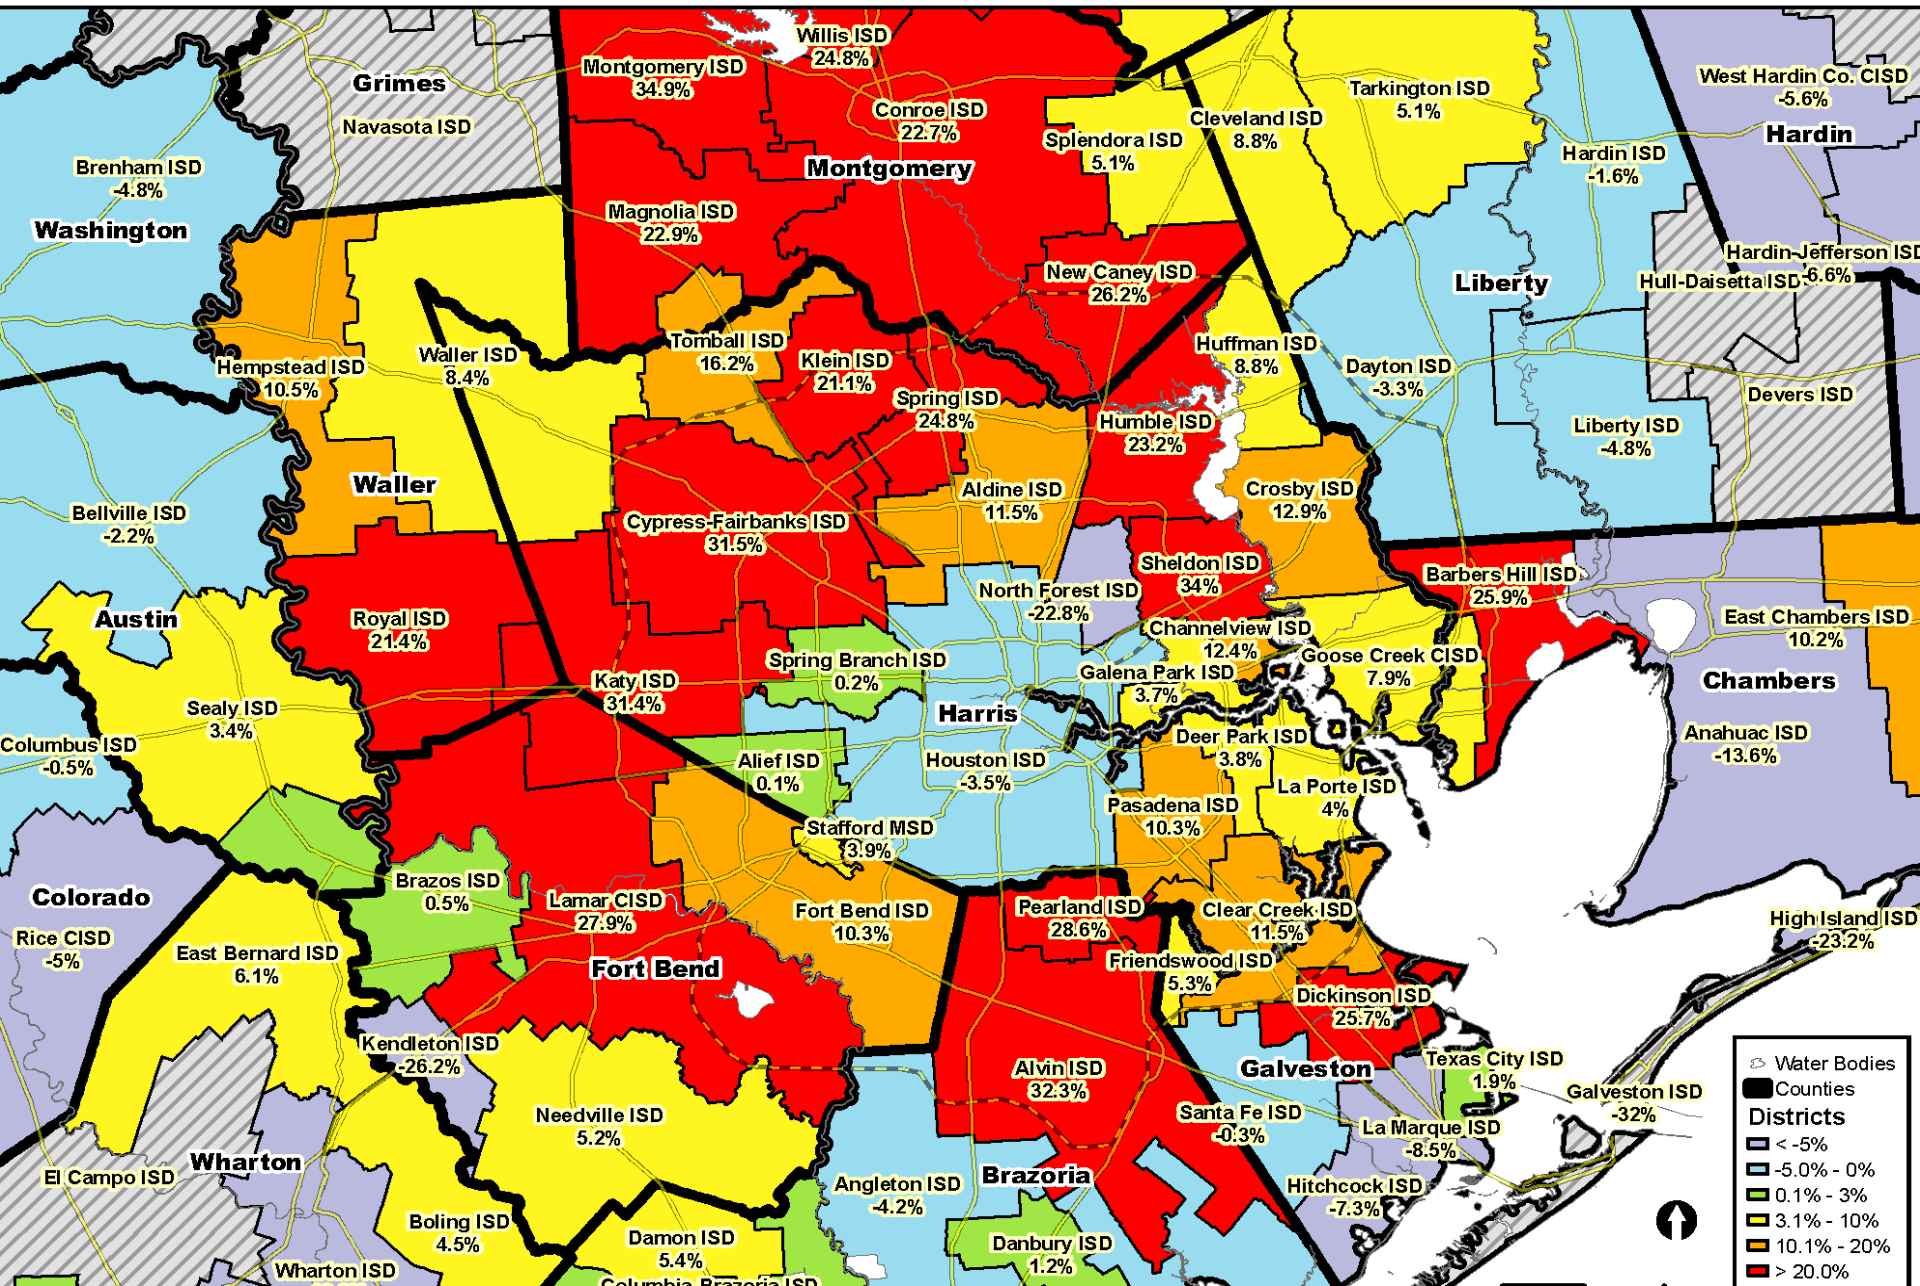 Willis ISD
24.8%
Montgomery ISD
34.9%
Grimes
Navasota ISD
Conroe ISD
22.7%
Tarkington ISD
5.1%
West Hardin Co. CISD
-5.6%
Hardin
Cleveland ISD
8.8%
Splendora ISD
5.1%
Hardin ISD
-1.6%
Brenham ISD
-4.8%
Montgomery
Washington
Magnolia ISD
22.9%
Hardin-Jefferson ISD
-6.6%
Hull-Daisetta ISD
Liberty
New Caney ISD
26.2%
Tomball ISD
16.2%
Huffman ISD
8.8%
Waller ISD
8.4%
Klein ISD
21.1%
Hempstead ISD
10.5%
Dayton ISD
-3.3%
Devers ISD
Spring ISD
24.8%
Humble ISD
23.2%
Liberty ISD
-4.8%
Waller
Aldine ISD
11.5%
Crosby ISD
12.9%
Bellville ISD
-2.2%
Cypress-Fairbanks ISD
31.5%
Sheldon ISD
34%
Barbers Hill ISD
25.9%
North Forest ISD
-22.8%
Austin
Royal ISD
21.4%
East Chambers ISD
10.2%
Channelview ISD
12.4%
Spring Branch ISD
0.2%
Goose Creek CISD
7.9%
Galena Park ISD
3.7%
Katy ISD
31.4%
Chambers
Sealy ISD
3.4%
Harris
Anahuac ISD
-13.6%
Columbus ISD
-0.5%
Deer Park ISD
3.8%
Alief ISD
0.1%
Houston ISD
-3.5%
La Porte ISD
4%
Pasadena ISD
10.3%
Stafford MSD
3.9%
Brazos ISD
0.5%
Colorado
Lamar CISD
27.9%
Fort Bend ISD
10.3%
Pearland ISD
28.6%
Clear Creek ISD
11.5%
High Island ISD
-23.2%
Rice CISD
-5%
East Bernard ISD
6.1%
Fort Bend
Friendswood ISD
5.3%
Dickinson ISD
25.7%
Kendleton ISD
-26.2%
Texas City ISD
1.9%
Alvin ISD
32.3%
Galveston
Galveston ISD
-32%
Needville ISD
5.2%
Santa Fe ISD
-0.3%
La Marque ISD
-8.5%
Wharton
El Campo ISD
Brazoria
Angleton ISD
-4.2%
Hitchcock ISD
-7.3%
Boling ISD
4.5%
Damon ISD
5.4%
Danbury ISD
1.2%
Wharton ISD
Columbia-Brazoria ISD
Water Bodies
Counties
Districts
< -5%
-5.0% - 0%
0.1% - 3%
3.1% - 10%
10.1% - 20%
> 20.0%